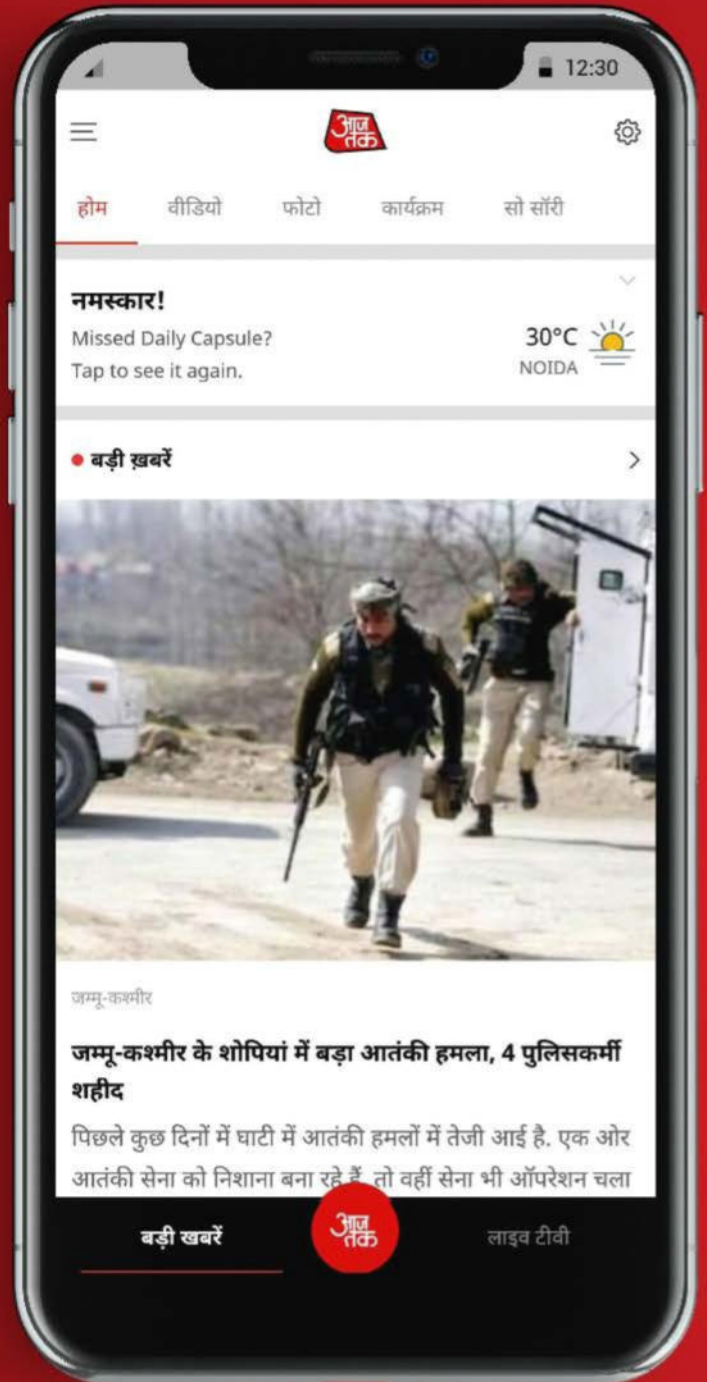 12:30
आज
तक
होम वीडियो फोटो कार्यक्रम सो सॉरी
नमस्कार!
Missed Daily Capsule?
Tap to see it again.
30°C
NOIDA
बड़ी ख़बरें
जम्मू-कश्मीर
जम्मू-कश्मीर के शोपियां में बड़ा आतंकी हमला, 4 पुलिसकर्मी
शहीद
पिछले कुछ दिनों में घाटी में आतंकी हमलों में तेजी आई है. एक ओर
आतंकी सेना को निशाना बना रहे हैं, तो वहीं सेना भी ऑपरेशन चला
बड़ी खबरें
आज
तक
लाइव टीवी